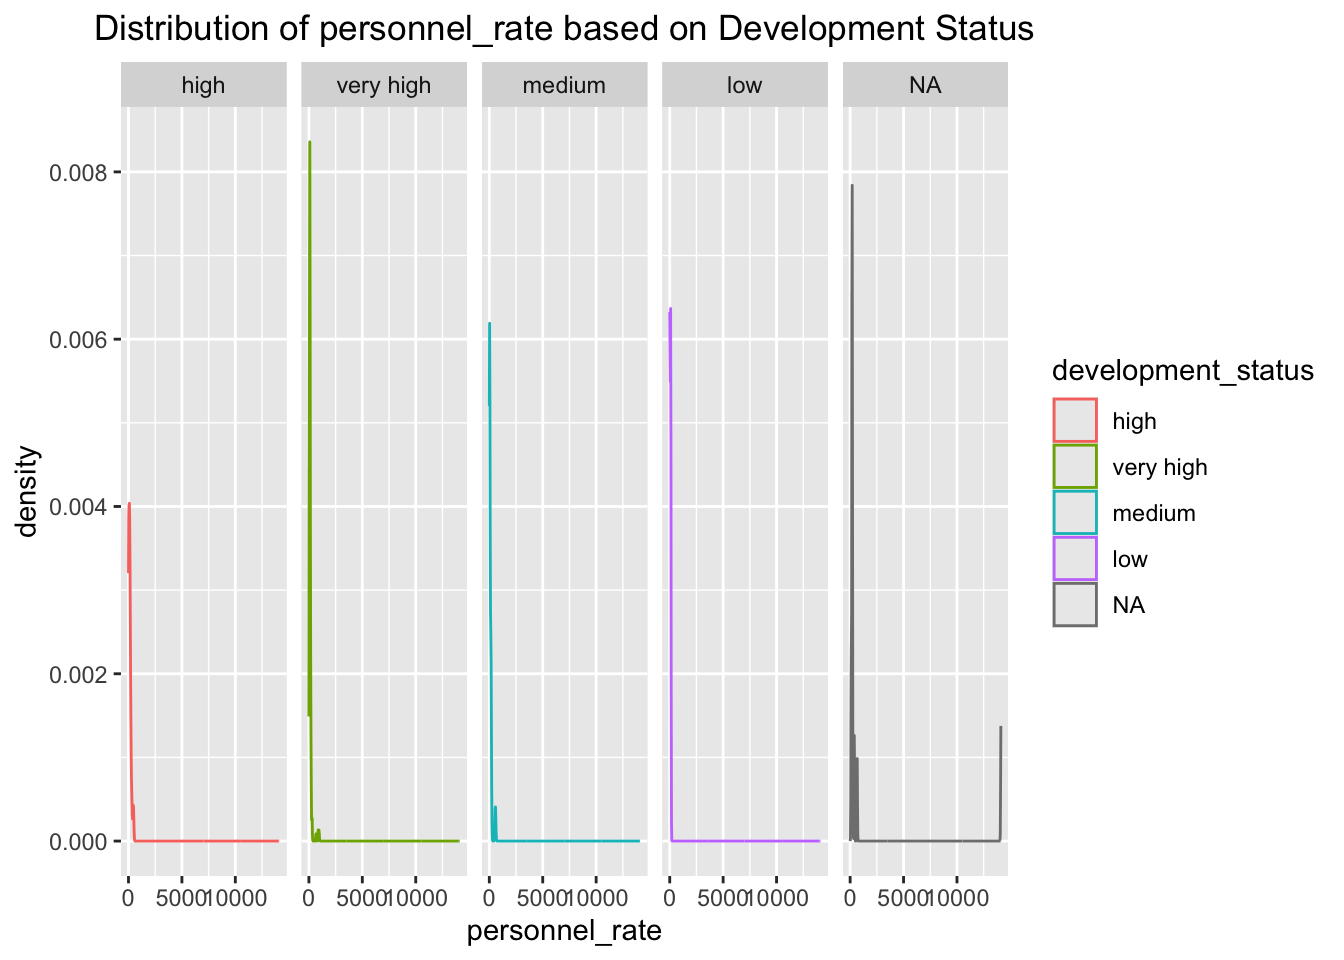 Distribution of personnel_rate based on Development Status
high very high medium low NA
0.008
0.006
0.004
0.002
0.000
density
0 5000 10000 0 5000 10000 0 5000 10000 0 5000 10000 0 5000 10000
personnel_rate
development_status
high
very high
medium
low
NA